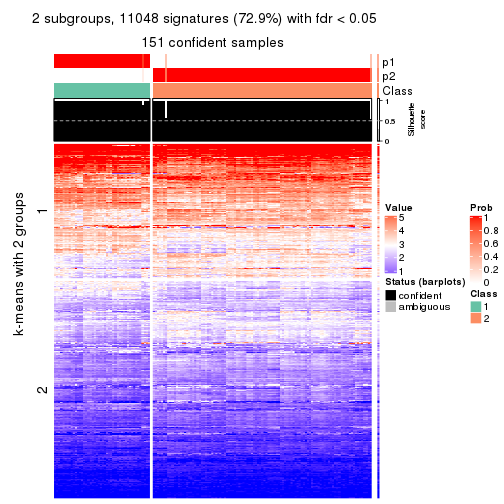 2 subgroups, 11048 signatures (72.9%) with fdr < 0.05
151 confident samples
p1
p2
Class
1
0.5
0
Silhouette
score
k-means with 2 groups
1
2
Value
5
4
3
2
1
Status (barplots)
confident
ambiguous
Prob
1
0.8
0.6
0.4
0.2
0
Class
1
2